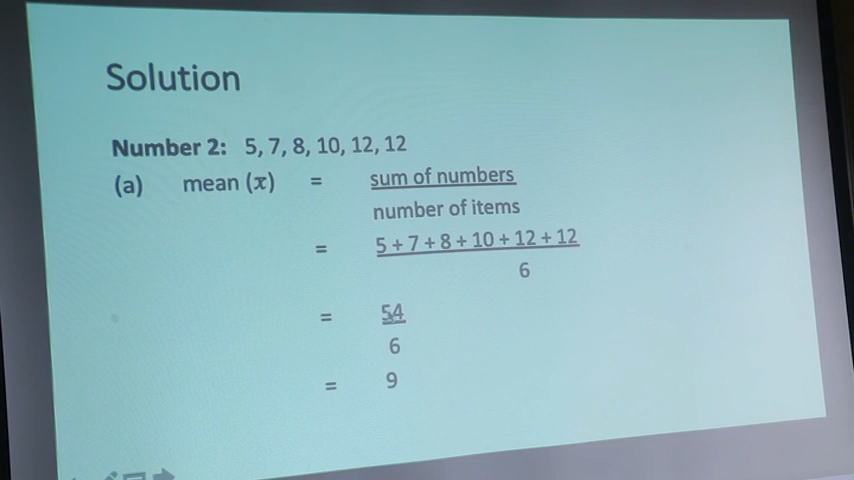 Solution
Number 2: 5, 7, 8, 10, 12, 12
(a) mean (x) = sum of numbers
number of items
= 5 + 7 + 8 + 10 + 12 + 12
6
= 54
6
= 9